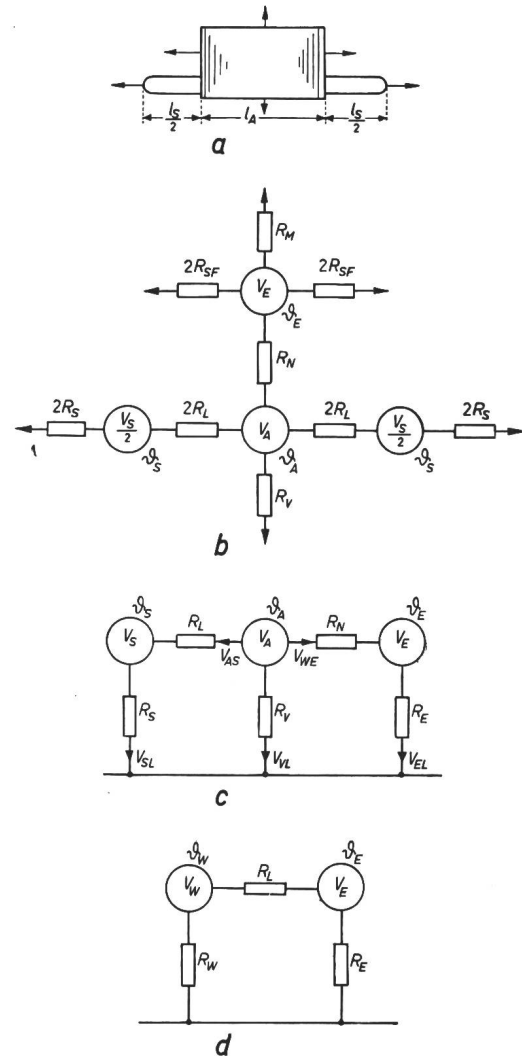 l_S/2 l_A l_S/2
a
R_M
2R_SF V_E 2R_SF
ϑ_E
R_N
2R_S V_S/2 2R_L V_A 2R_L V_S/2 2R_S
ϑ_S ϑ_A ϑ_S
R_V
b
ϑ_S ϑ_A ϑ_E
V_S R_L V_A R_N V_E
V_AS V_WE
R_S R_V R_E
V_SL V_VL V_EL
c
ϑ_W ϑ_E
V_W R_L V_E
R_W R_E
d